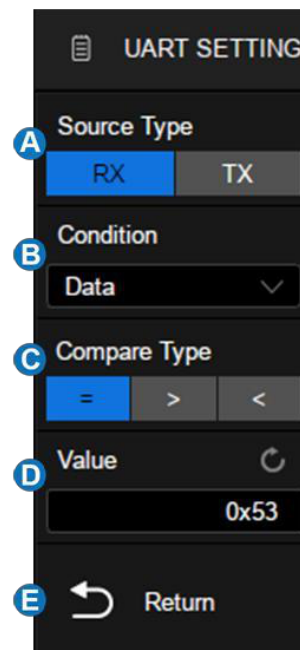 UART SETTING
A
Source Type
RX TX
B
Condition
Data
C
Compare Type
= > <
D
Value
0x53
E
Return